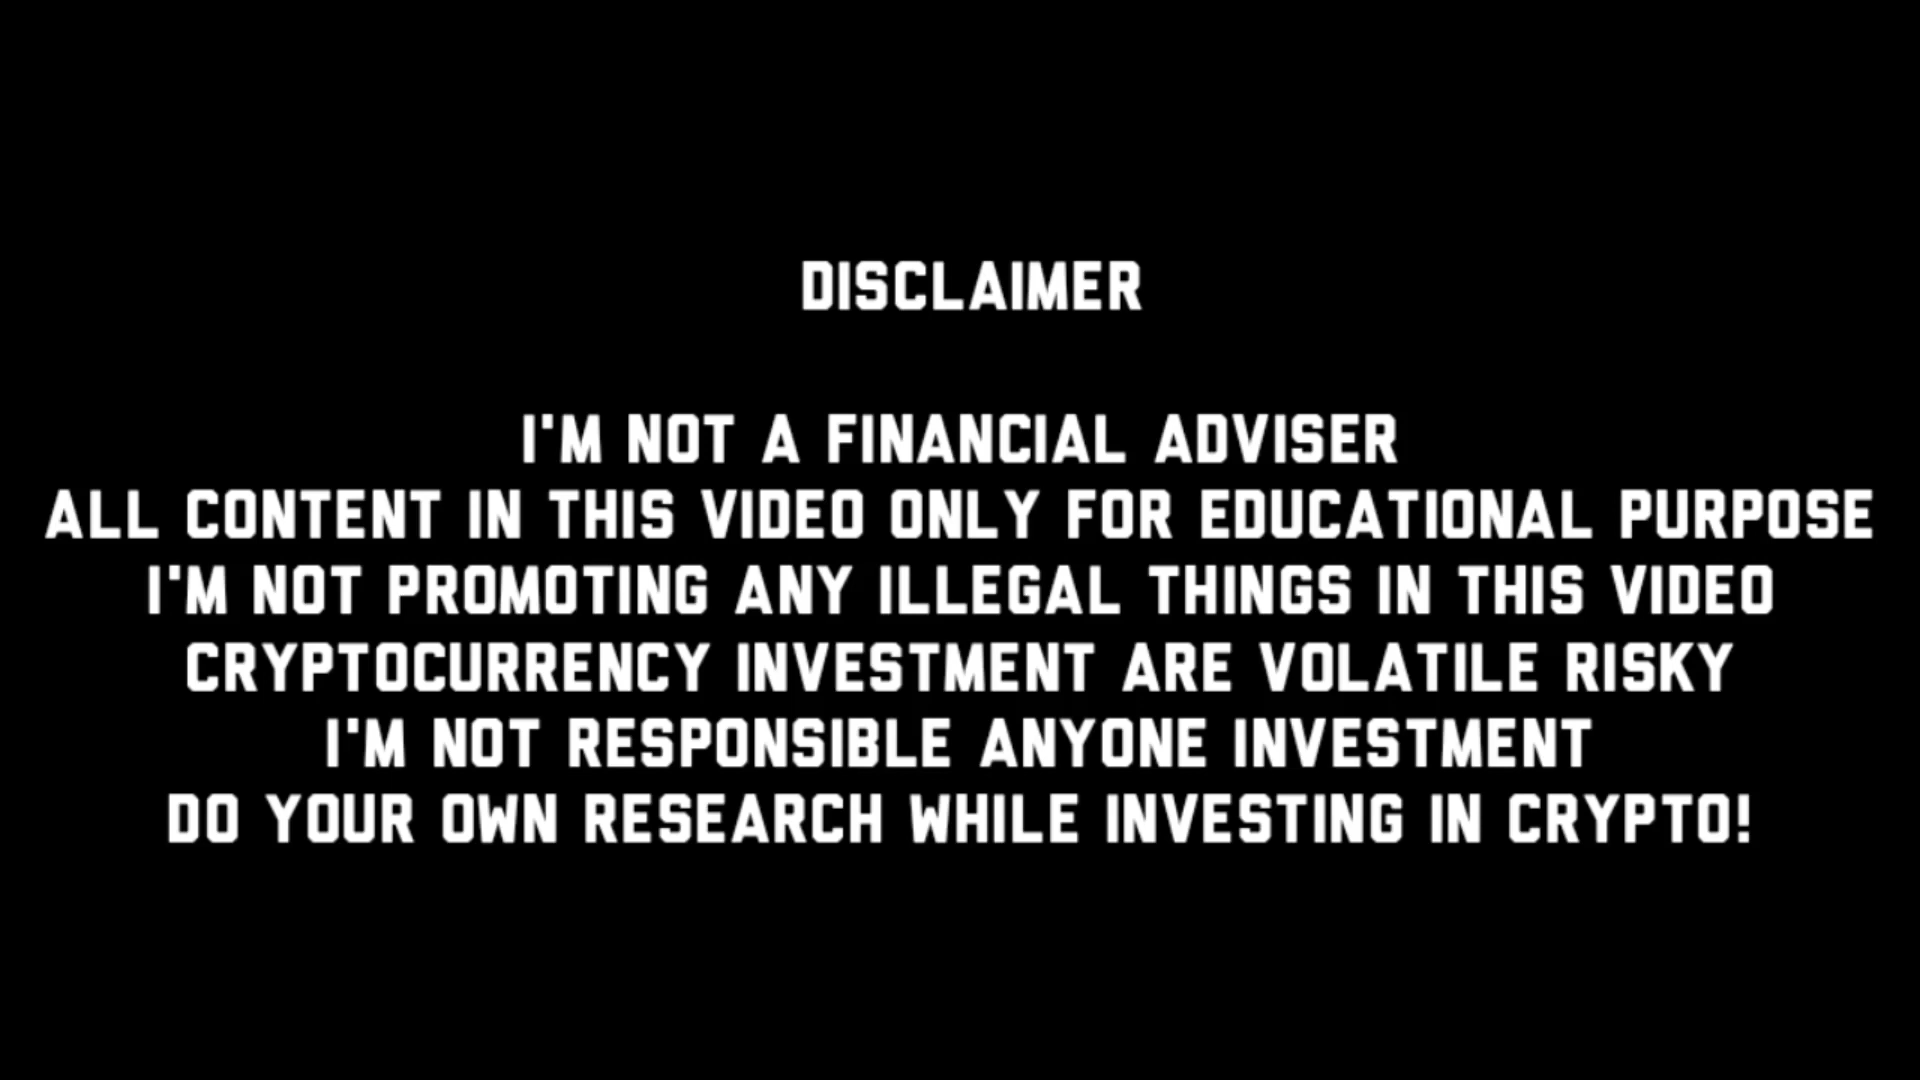 DISCLAIMER
I'M NOT A FINANCIAL ADVISER
ALL CONTENT IN THIS VIDEO ONLY FOR EDUCATIONAL PURPOSE
I'M NOT PROMOTING ANY ILLEGAL THINGS IN THIS VIDEO
CRYPTOCURRENCY INVESTMENT ARE VOLATILE RISKY
I'M NOT RESPONSIBLE ANYONE INVESTMENT
DO YOUR OWN RESEARCH WHILE INVESTING IN CRYPTO!